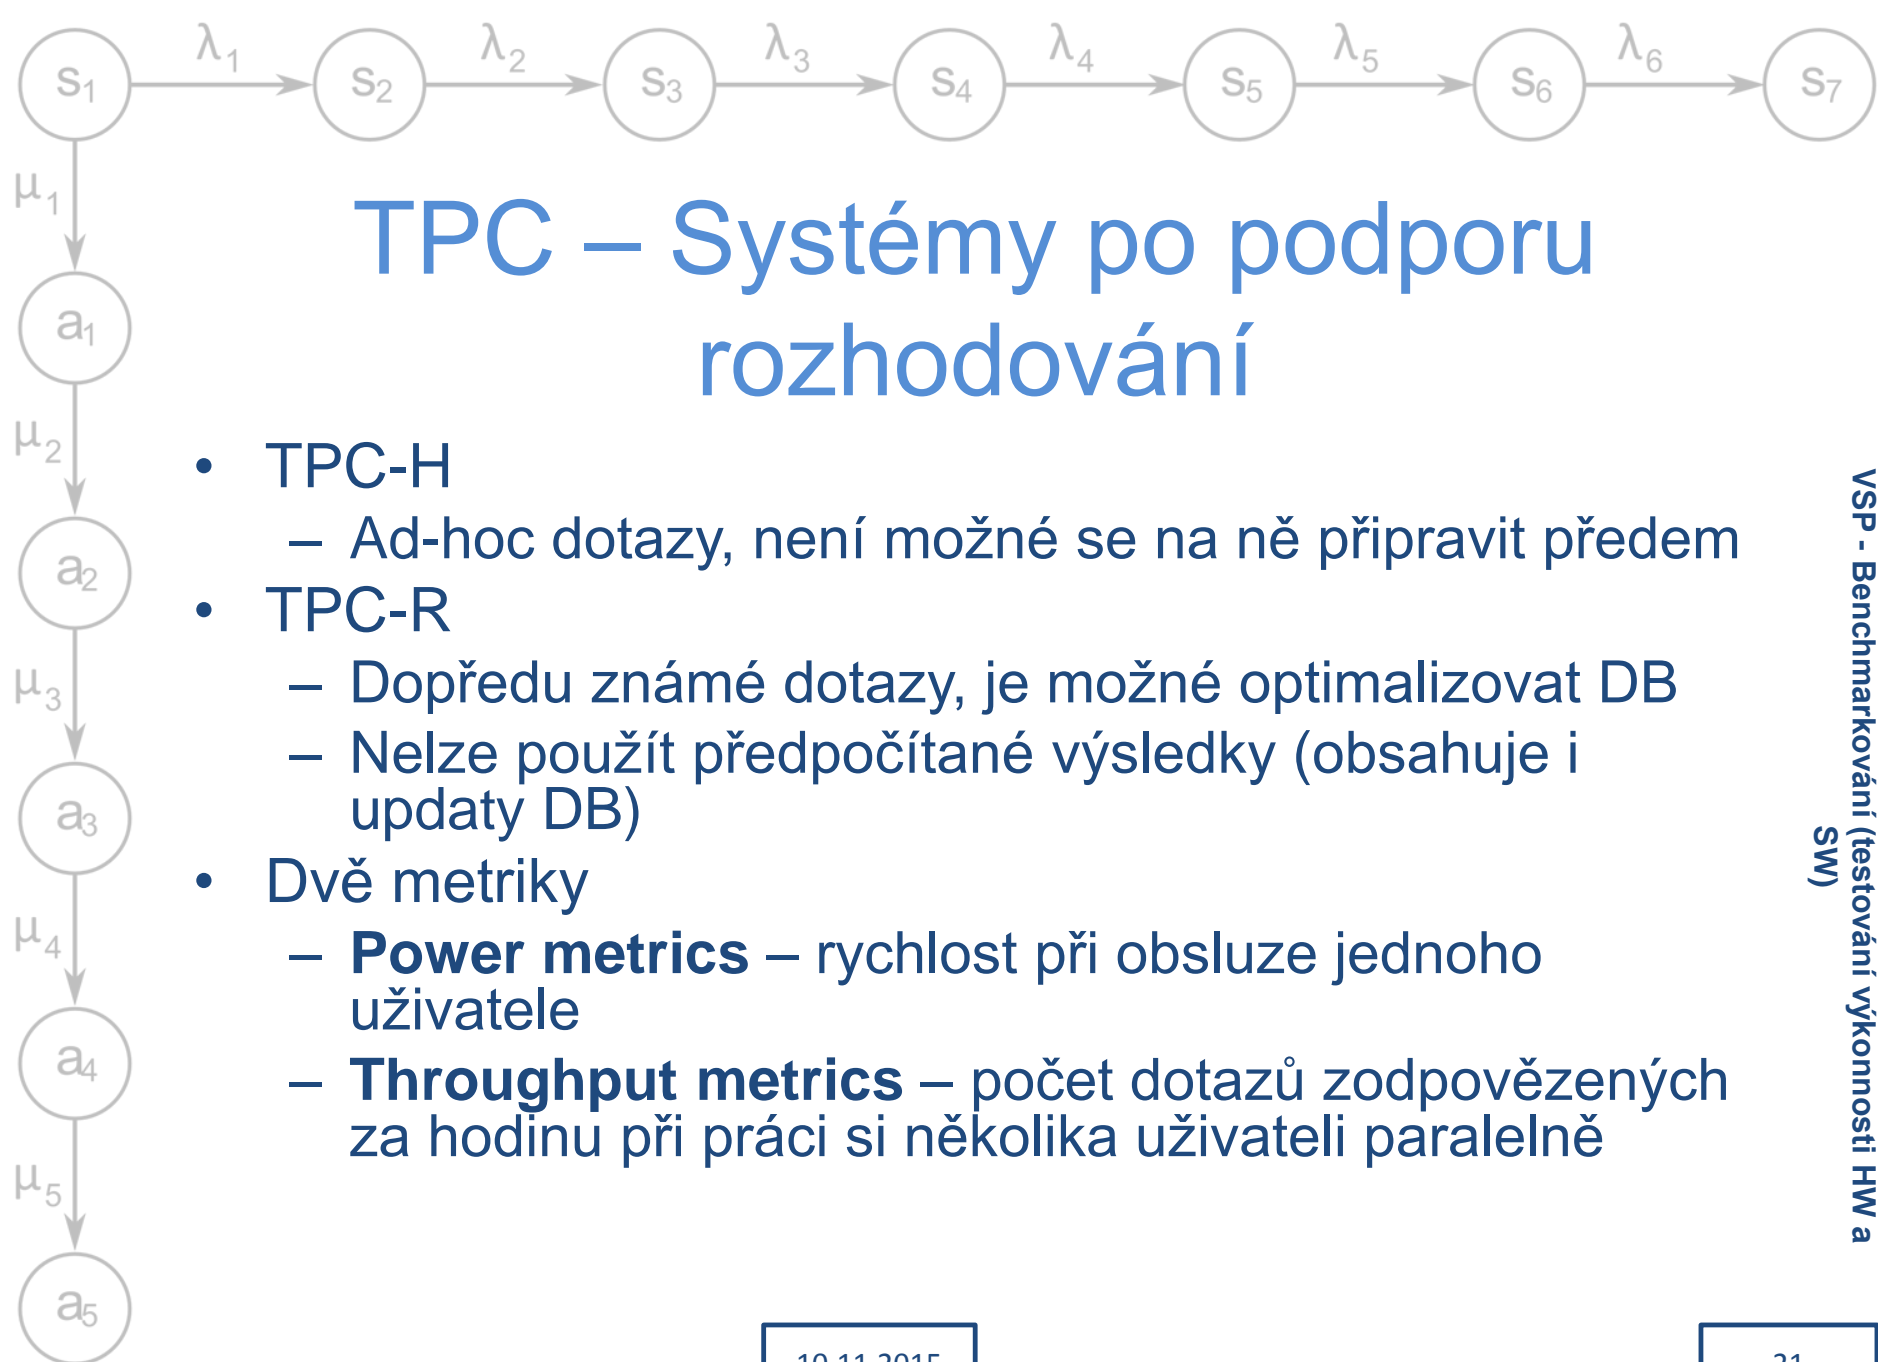 s1 λ1 s2 λ2 s3 λ3 s4 λ4 s5 λ5 s6 λ6 s7
μ1
a1
μ2
a2
μ3
a3
μ4
a4
μ5
a5
TPC – Systémy po podporu
rozhodování
• TPC-H
– Ad-hoc dotazy, není možné se na ně připravit předem
• TPC-R
– Dopředu známé dotazy, je možné optimalizovat DB
– Nelze použít předpočítané výsledky (obsahuje i
updaty DB)
• Dvě metriky
– Power metrics – rychlost při obsluze jednoho
uživatele
– Throughput metrics – počet dotazů zodpovězených
za hodinu při práci si několika uživateli paralelně
VSP - Benchmarkování (testování výkonnosti HW a
SW)
10.11.2015
31